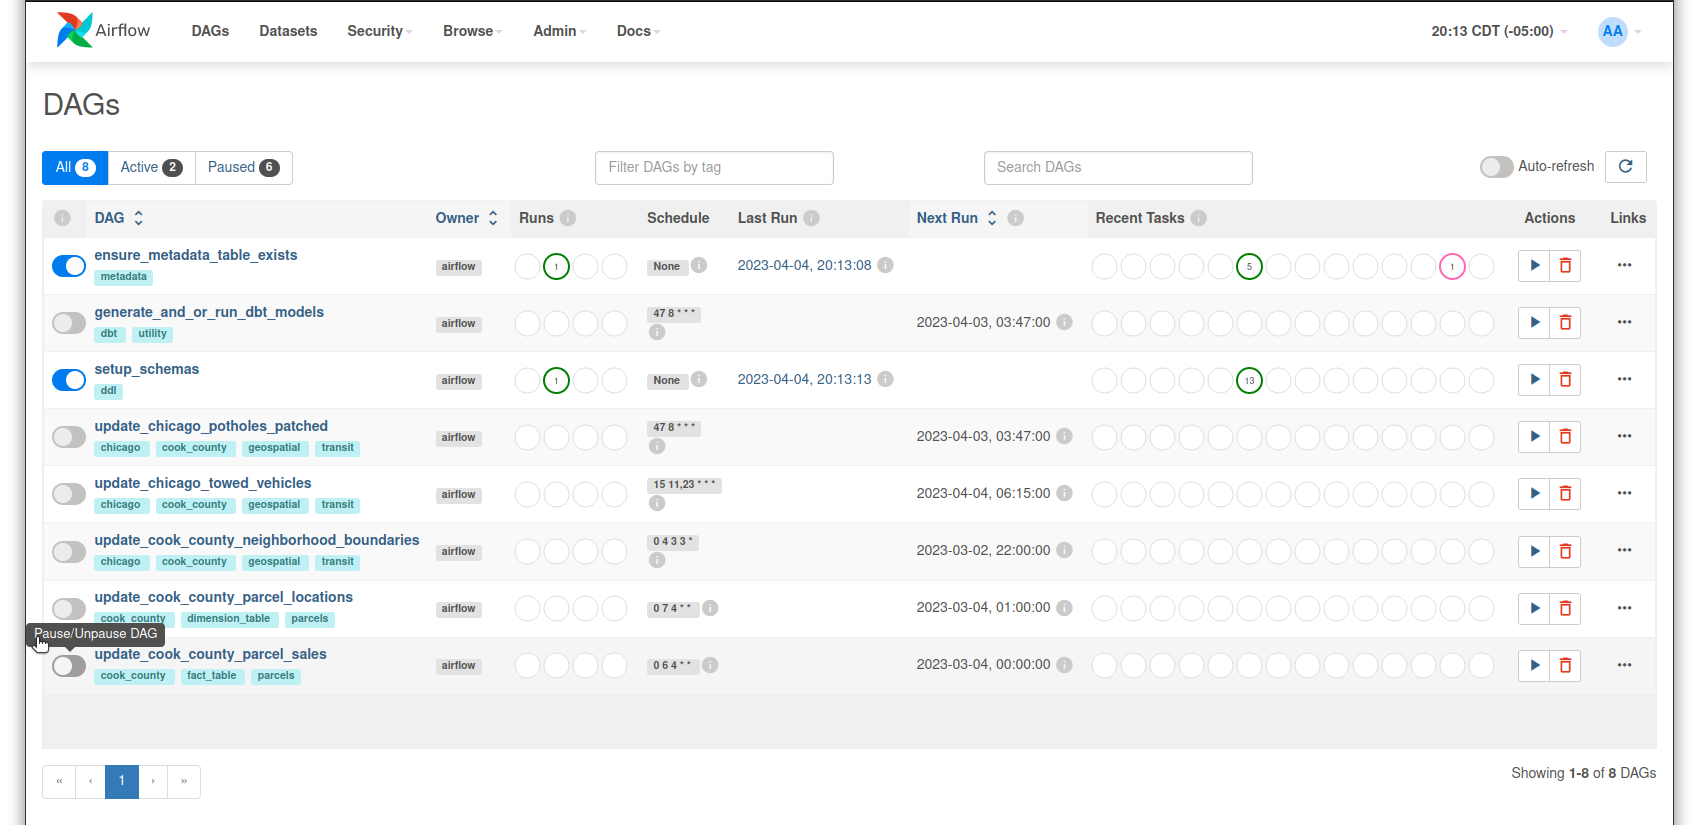 Airflow DAGs Datasets Security Browse Admin Docs 20:13 CDT (-05:00) AA
DAGs
All 8 Active 2 Paused 6 Filter DAGs by tag Search DAGs Auto-refresh
DAG Owner Runs Schedule Last Run Next Run Recent Tasks Actions Links
ensure_metadata_table_exists
metadata
airflow 1 None 2023-04-04, 20:13:08 5 1
generate_and_or_run_dbt_models
dbt utility
airflow 47 8 * * * 2023-04-03, 03:47:00
setup_schemas
ddl
airflow 1 None 2023-04-04, 20:13:13 13
update_chicago_potholes_patched
chicago cook_county geospatial transit
airflow 47 8 * * * 2023-04-03, 03:47:00
update_chicago_towed_vehicles
chicago cook_county geospatial transit
airflow 15 11,23 * * * 2023-04-04, 06:15:00
update_cook_county_neighborhood_boundaries
chicago cook_county geospatial transit
airflow 0 4 3 3 * 2023-03-02, 22:00:00
update_cook_county_parcel_locations
cook_county dimension_table parcels
airflow 0 7 4 * * 2023-03-04, 01:00:00
Pause/Unpause DAG
update_cook_county_parcel_sales
cook_county fact_table parcels
airflow 0 6 4 * * 2023-03-04, 00:00:00
« ‹ 1 › »
Showing 1-8 of 8 DAGs